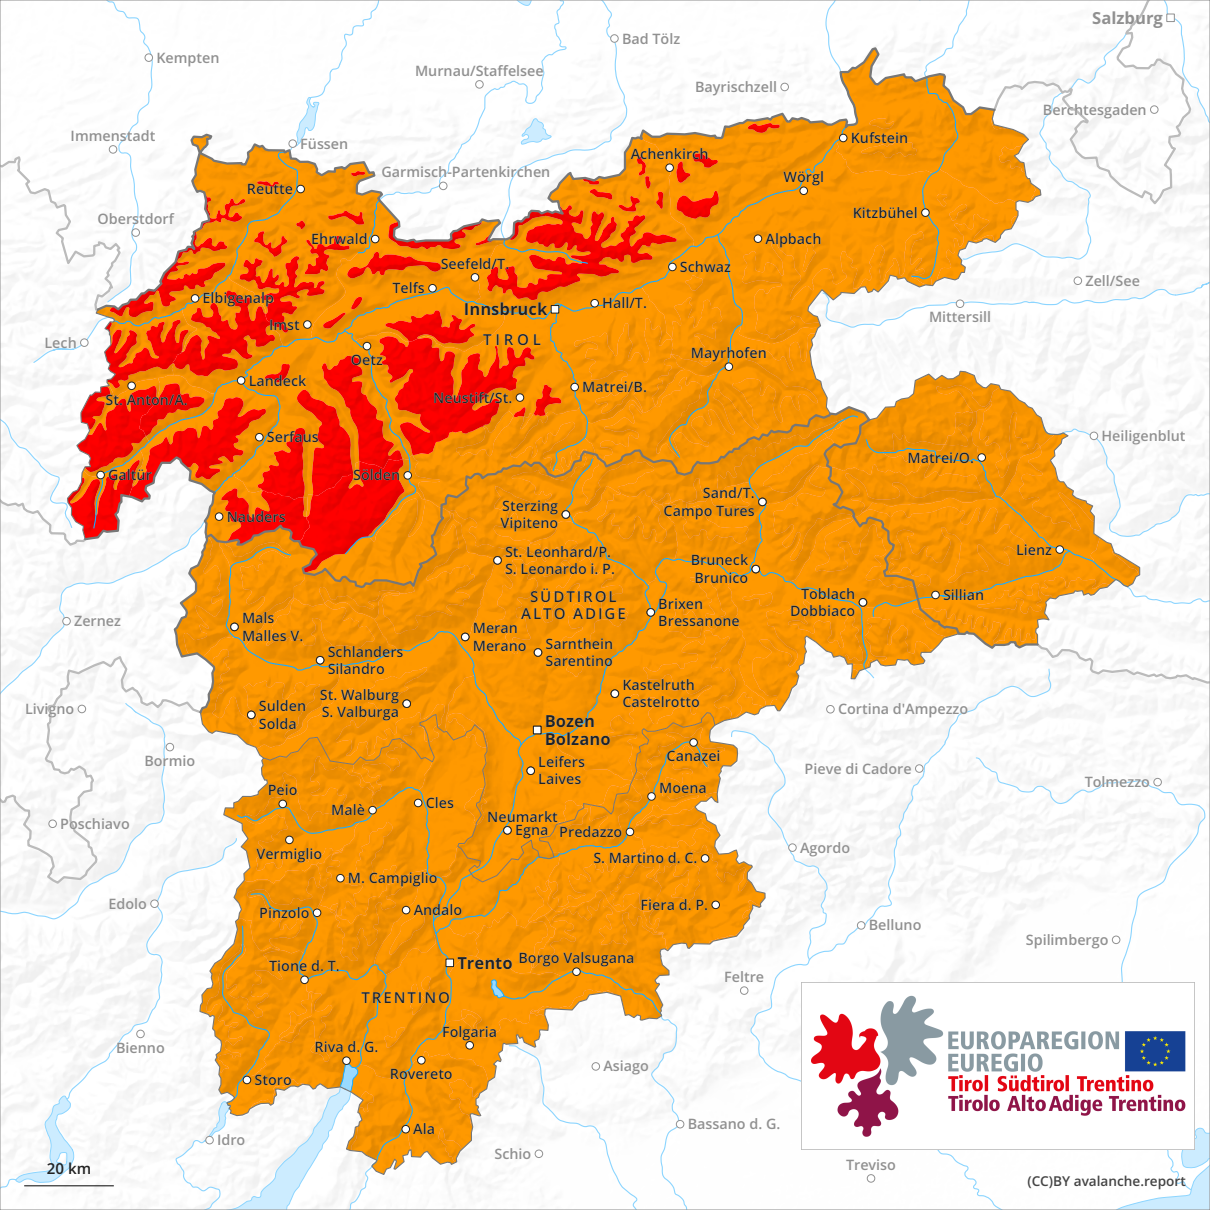 Salzburg
Bad Tölz
Kempten
Murnau/Staffelsee
Bayrischzell
Berchtesgaden
Immenstadt
Füssen
Kufstein
Achenkirch
Garmisch-Partenkirchen
Wörgl
Reutte
Oberstdorf
Kitzbühel
Ehrwald
Alpbach
Seefeld/T.
Schwaz
Zell/See
Telfs
Elbigenalp
Hall/T.
Innsbruck
Mittersill
Imst
Lech
TIROL
Oetz
Mayrhofen
Landeck
Matrei/B.
St. Anton/A.
Neustift/St.
Serfaus
Heiligenblut
Matrei/O.
Galtür
Sölden
Sand/T.
Campo Tures
Sterzing
Vipiteno
Nauders
Lienz
St. Leonhard/P.
S. Leonardo i. P.
Bruneck
Brunico
SÜDTIROL
ALTO ADIGE
Toblach
Dobbiaco
Sillian
Brixen
Bressanone
Zernez
Mals
Malles V.
Meran
Merano
Sarnthein
Sarentino
Schlanders
Silandro
Kastelruth
Castelrotto
St. Walburg
S. Valburga
Livigno
Sulden
Solda
Cortina d'Ampezzo
Bozen
Bolzano
Bormio
Canazei
Leifers
Laives
Pieve di Cadore
Tolmezzo
Peio
Moena
Malè
Cles
Poschiavo
Neumarkt
Egna
Predazzo
Vermiglio
Agordo
S. Martino d. C.
M. Campiglio
Edolo
Pinzolo
Andalo
Fiera d. P.
Belluno
Spilimbergo
Trento
Borgo Valsugana
Tione d. T.
Feltre
TRENTINO
Folgaria
Bienno
Riva d. G.
Rovereto
Asiago
Storo
EUROPAREGION
EUREGIO
Tirol Südtirol Trentino
Tirolo Alto Adige Trentino
Ala
Bassano d. G.
Idro
Schio
Treviso
20 km
(CC)BY avalanche.report